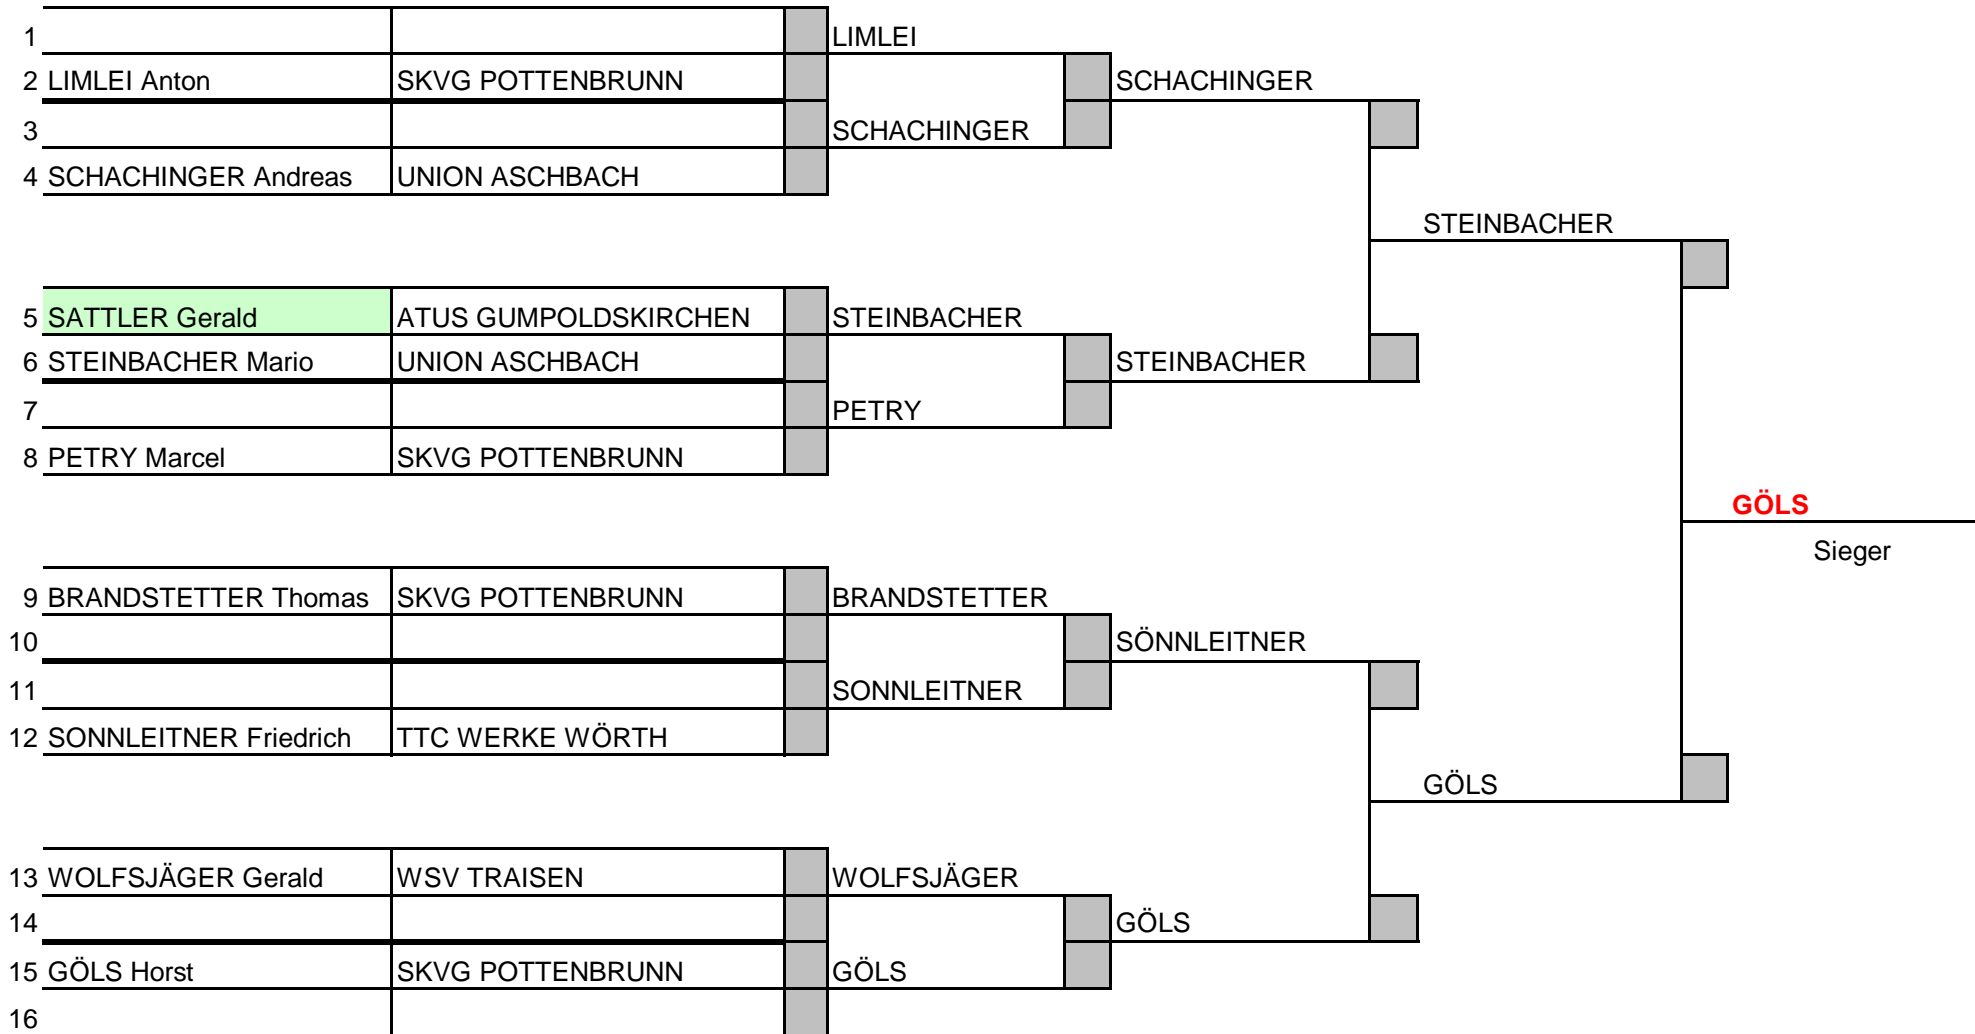 1 LIMLEI
2 LIMLEI Anton SKVG POTTENBRUNN SCHACHINGER
3 SCHACHINGER
4 SCHACHINGER Andreas UNION ASCHBACH
STEINBACHER
5 SATTLER Gerald ATUS GUMPOLDSKIRCHEN STEINBACHER
6 STEINBACHER Mario UNION ASCHBACH STEINBACHER
7 PETRY
8 PETRY Marcel SKVG POTTENBRUNN
GÖLS
Sieger
9 BRANDSTETTER Thomas SKVG POTTENBRUNN BRANDSTETTER
10 SÖNNLEITNER
11 SONNLEITNER
12 SONNLEITNER Friedrich TTC WERKE WÖRTH
GÖLS
13 WOLFSJÄGER Gerald WSV TRAISEN WOLFSJÄGER
14 GÖLS
15 GÖLS Horst SKVG POTTENBRUNN GÖLS
16